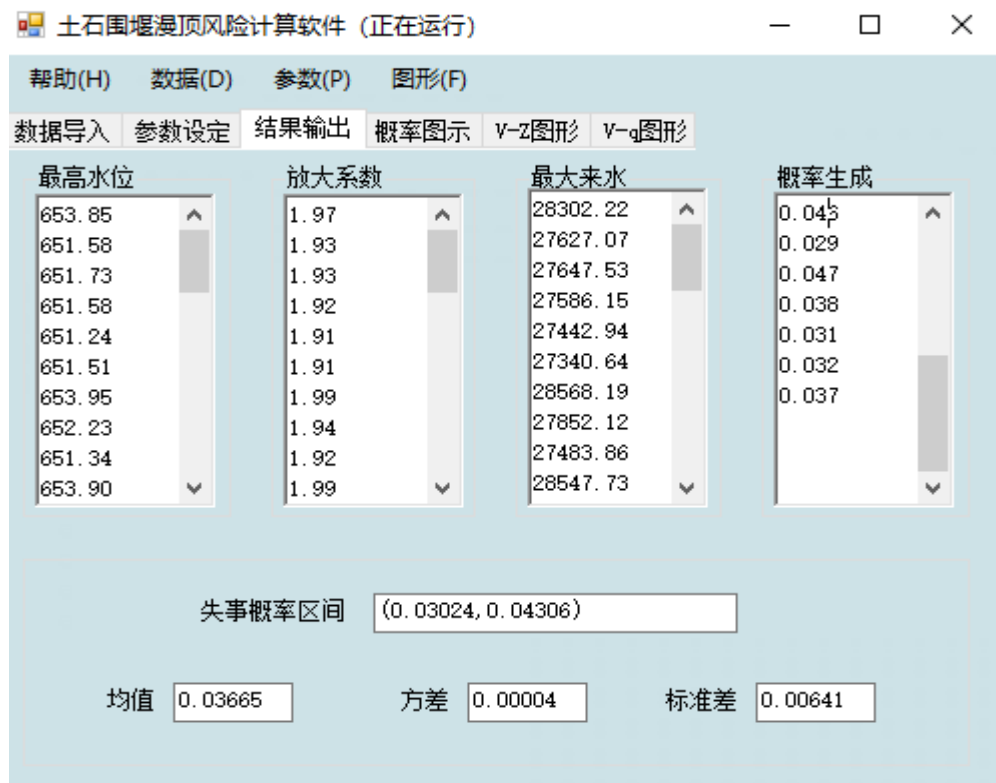 土石围堰漫顶风险计算软件 (正在运行)
帮助(H) 数据(D) 参数(P) 图形(F)
数据导入 参数设定 结果输出 概率图示 V-Z图形 V-q图形
最高水位 放大系数 最大来水 概率生成
653.85 1.97 28302.22 0.043
651.58 1.93 27627.07 0.029
651.73 1.93 27647.53 0.047
651.58 1.92 27586.15 0.038
651.24 1.91 27442.94 0.031
651.51 1.91 27340.64 0.032
653.95 1.99 28568.19 0.037
652.23 1.94 27852.12
651.34 1.92 27483.86
653.90 1.99 28547.73
失事概率区间 (0.03024,0.04306)
均值 0.03665 方差 0.00004 标准差 0.00641